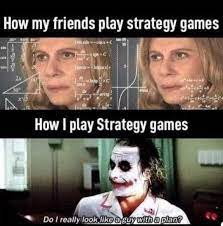 How my friends play strategy games
How I play Strategy games
Do I really look like a guy with a plan?